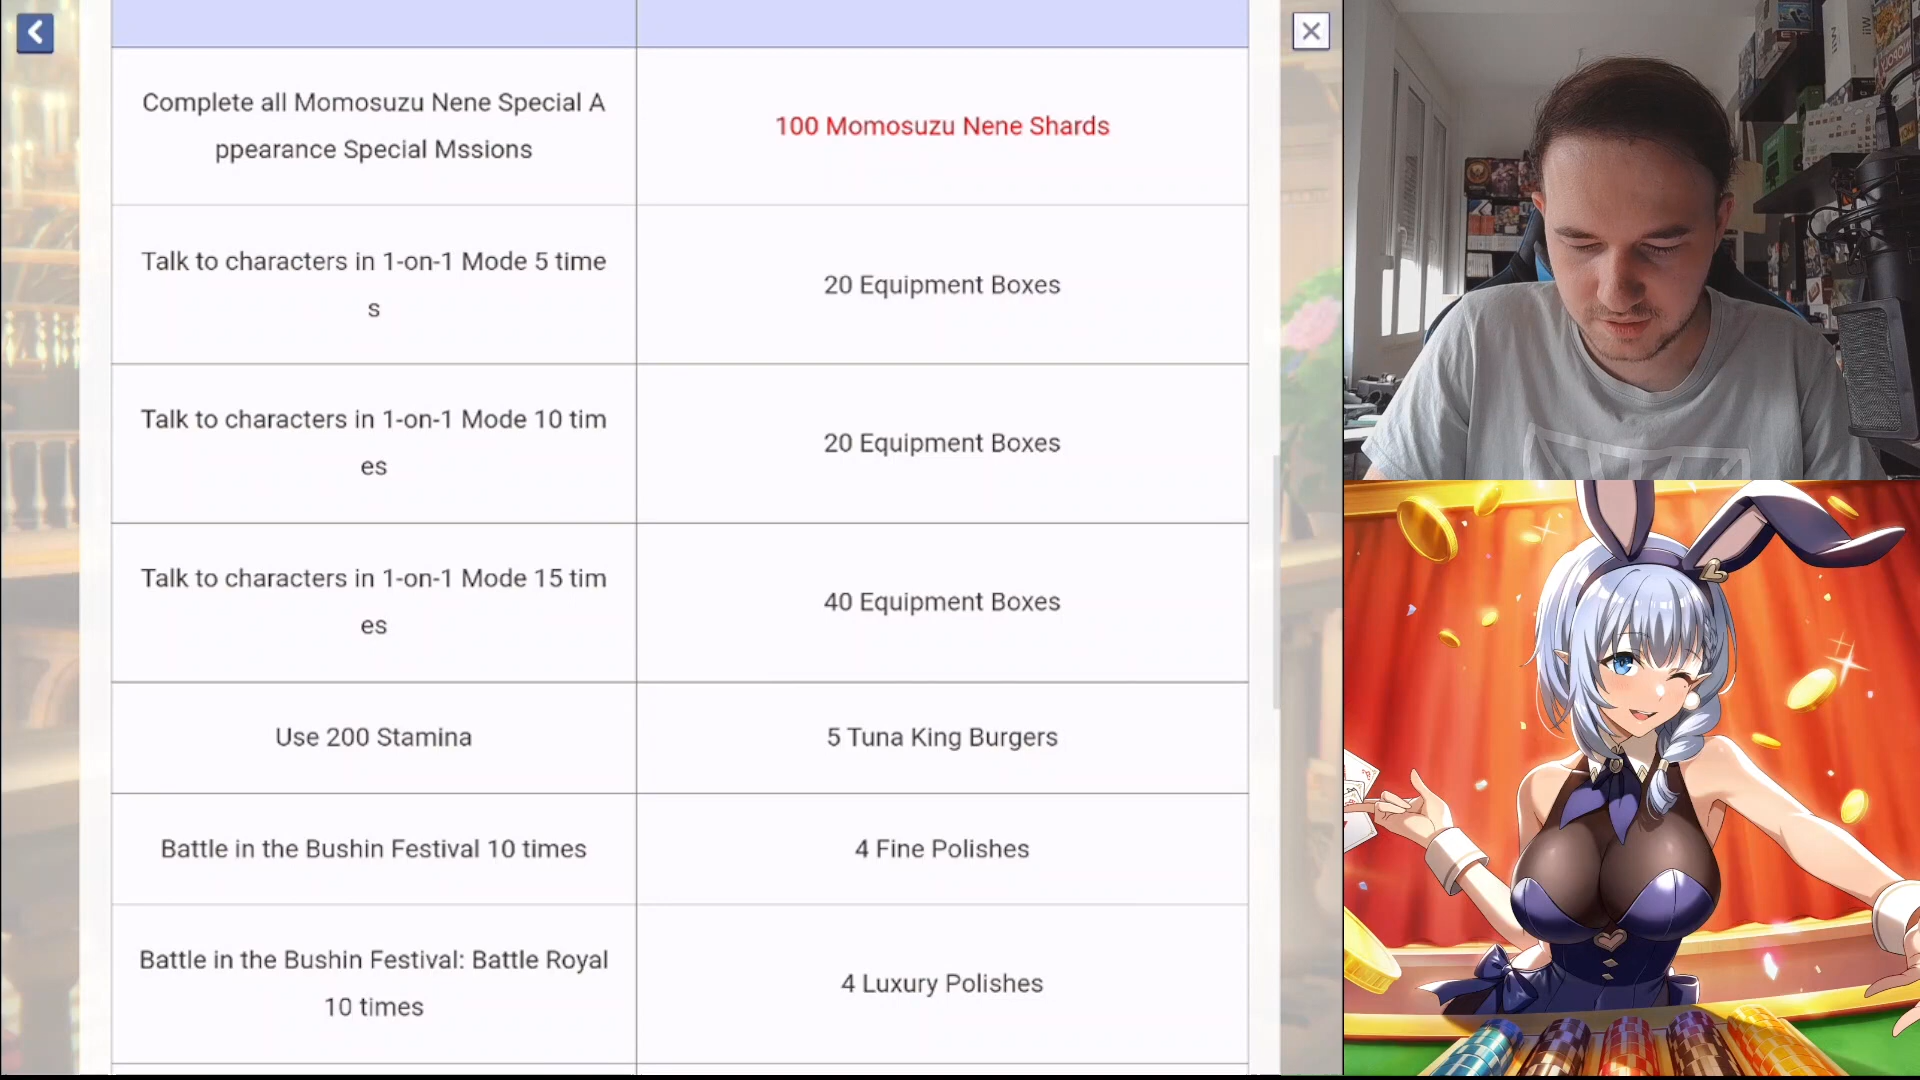 Complete all Momosuzu Nene Special A
ppearance Special Mssions
100 Momosuzu Nene Shards
Talk to characters in 1-on-1 Mode 5 time
s
20 Equipment Boxes
Talk to characters in 1-on-1 Mode 10 tim
es
20 Equipment Boxes
Talk to characters in 1-on-1 Mode 15 tim
es
40 Equipment Boxes
Use 200 Stamina
5 Tuna King Burgers
Battle in the Bushin Festival 10 times
4 Fine Polishes
Battle in the Bushin Festival: Battle Royal
10 times
4 Luxury Polishes